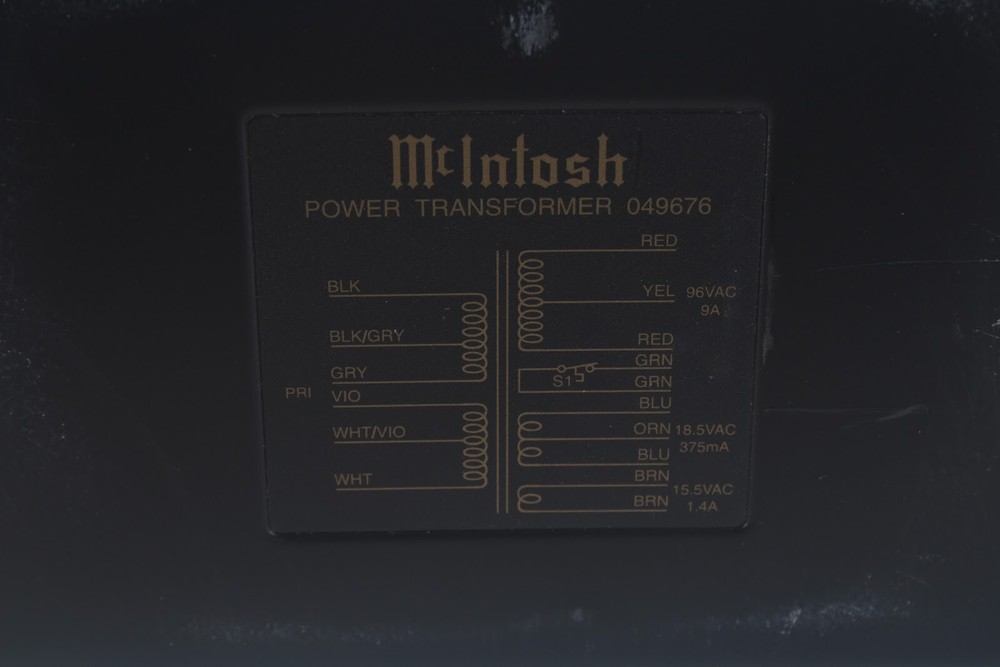 McIntosh
POWER TRANSFORMER 049676
RED
BLK
YEL 96VAC
9A
BLK/GRY
RED
GRN
GRY
S1
GRN
PRI
VIO
BLU
WHT/VIO
ORN 18.5VAC
375mA
BLU
WHT
BRN
15.5VAC
BRN
1.4A